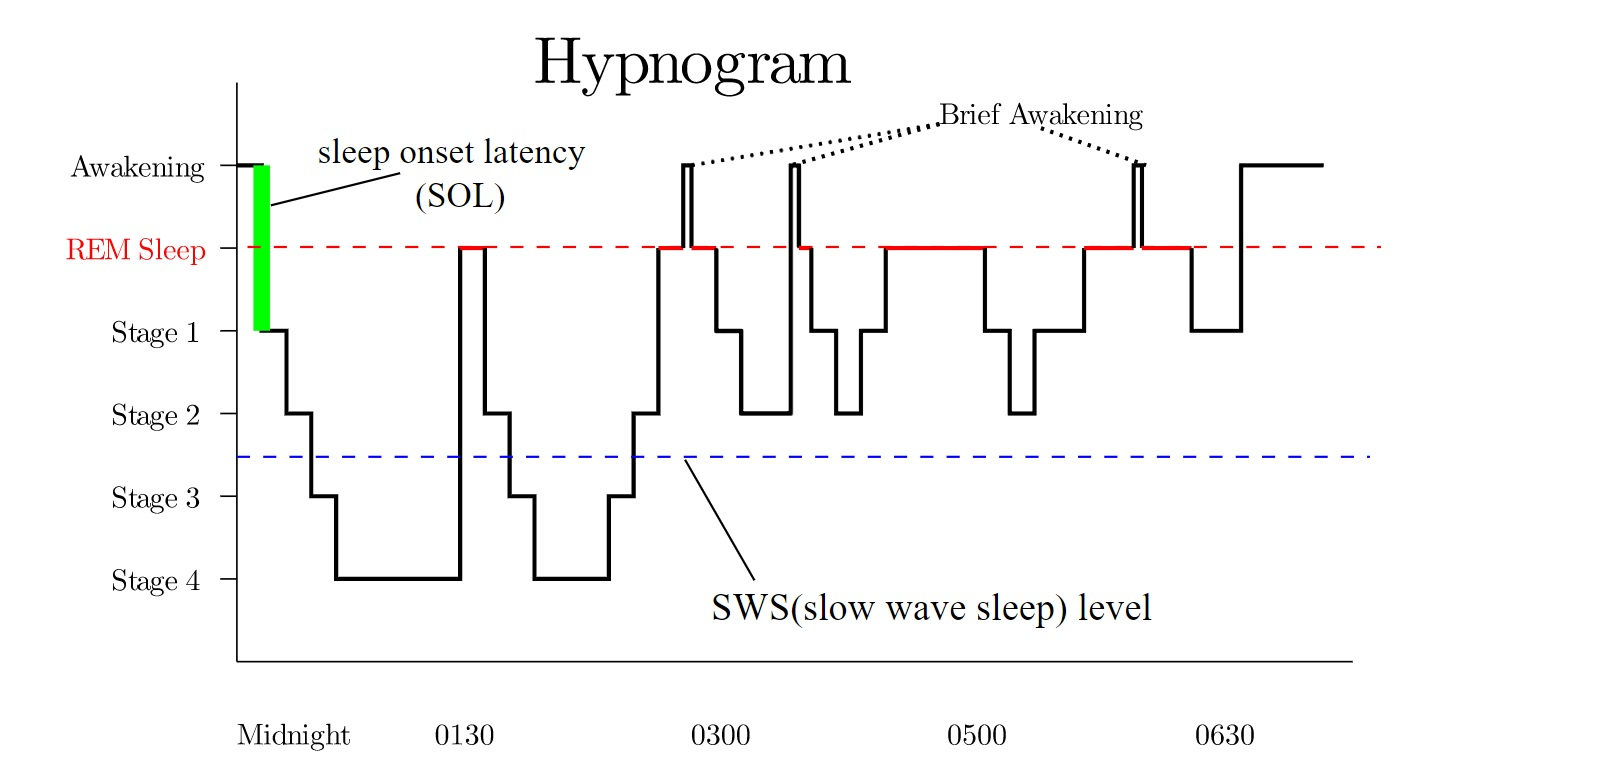 Hypnogram
Brief Awakening
sleep onset latency
(SOL)
Awakening
REM Sleep
Stage 1
Stage 2
Stage 3
Stage 4
SWS(slow wave sleep) level
Midnight 0130 0300 0500 0630